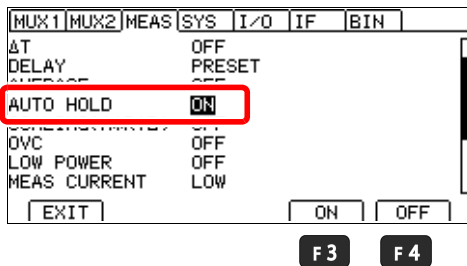 MUX1 MUX2 MEAS SYS I/O IF BIN
ΔT OFF
DELAY PRESET
AUTO HOLD ON
OVC OFF
LOW POWER OFF
MEAS CURRENT LOW
EXIT ON OFF
F3 F4